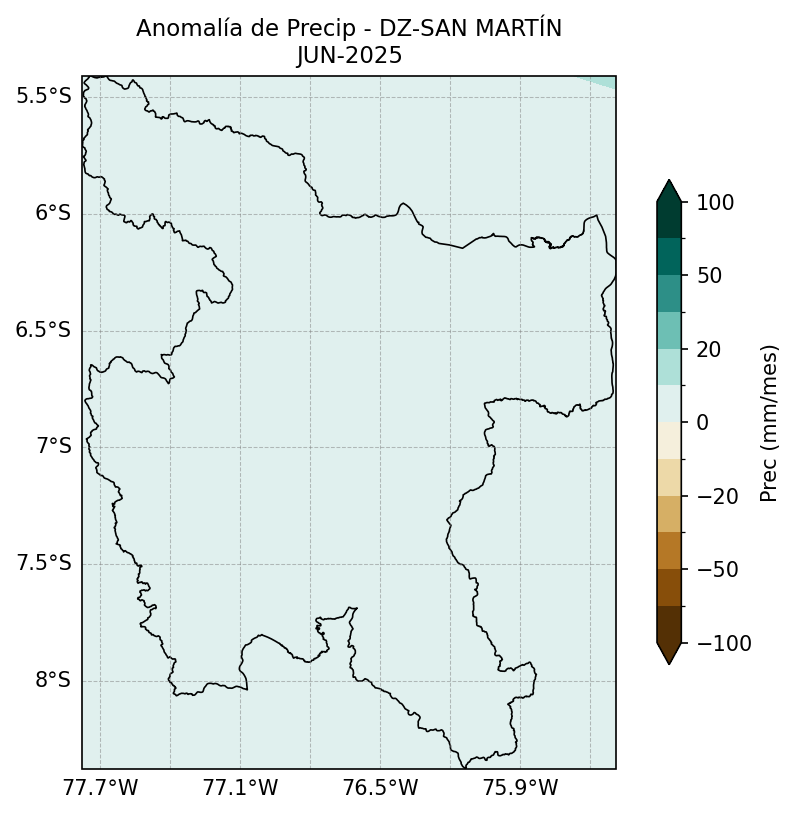 Anomalía de Precip - DZ-SAN MARTÍN
JUN-2025
5.5°S
6°S
6.5°S
7°S
7.5°S
8°S
77.7°W
77.1°W
76.5°W
75.9°W
100
50
20
0
−20
−50
−100
Prec (mm/mes)